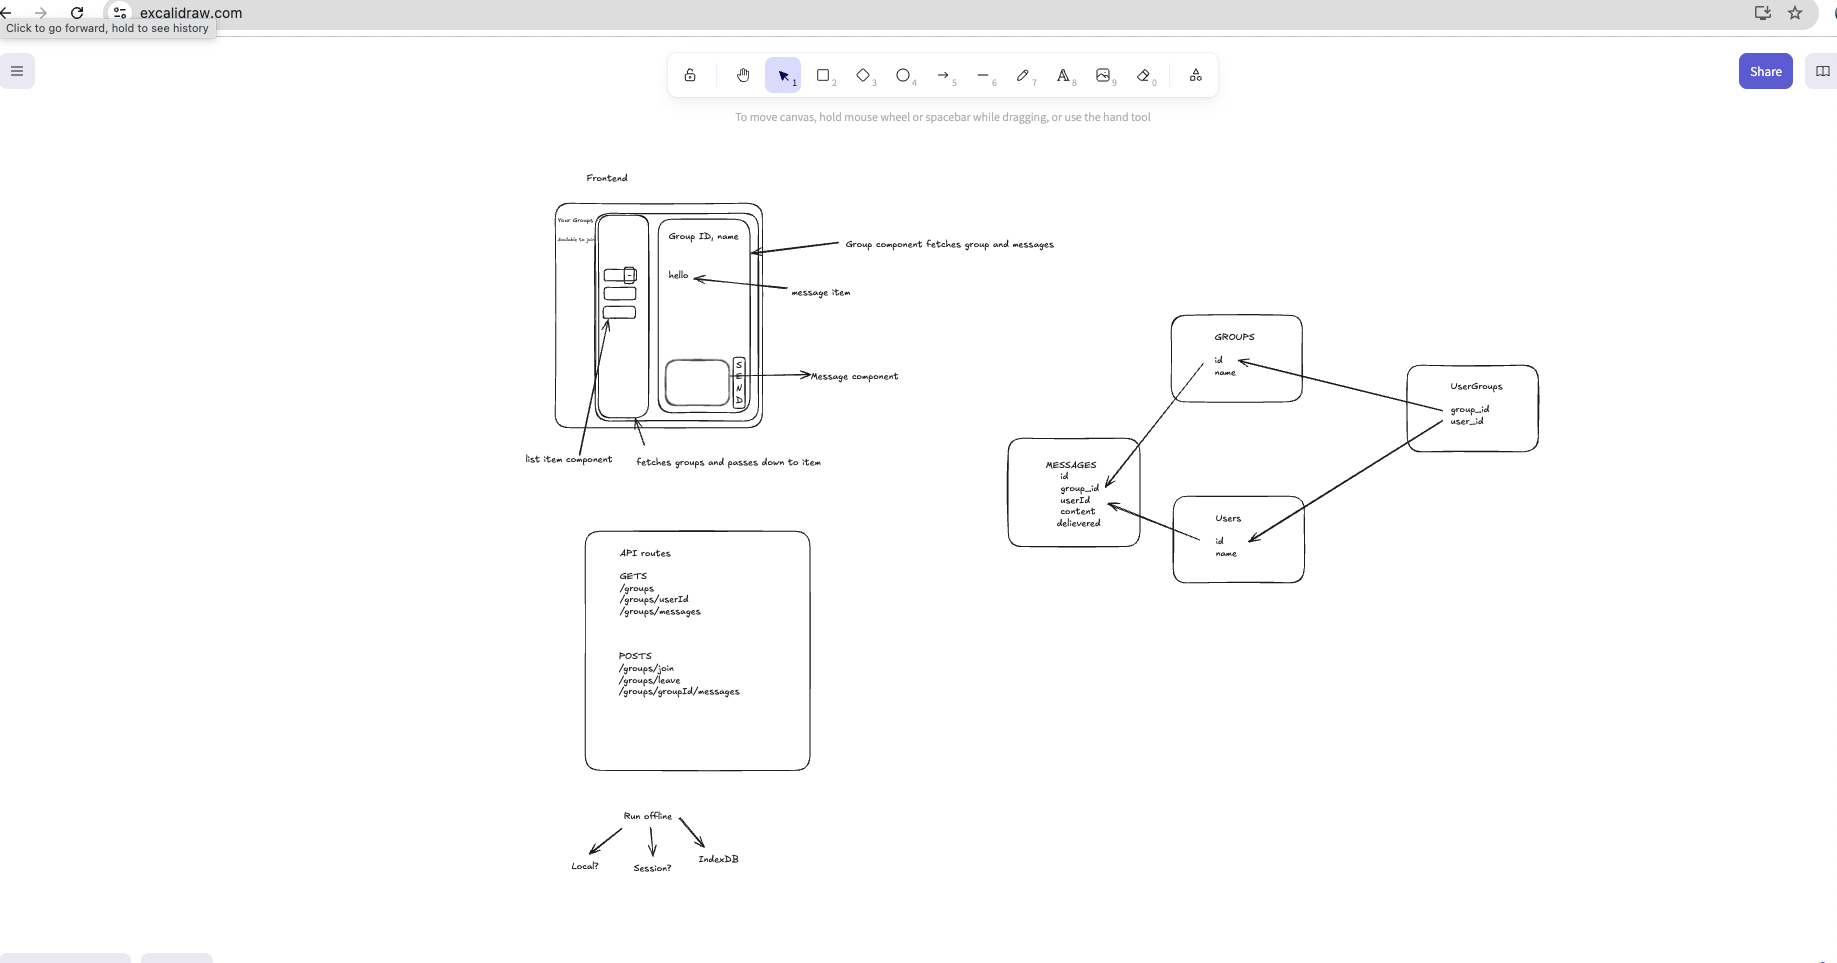 excalidraw.com
Click to go forward, hold to see history
1
2
3
4
5
6
7
8
9
0
Share
To move canvas, hold mouse wheel or spacebar while dragging, or use the hand tool
Frontend
Your Groups
Available to join
Group ID, name
hello
S
E
N
D
Group component fetches group and messages
message item
Message component
list item component
fetches groups and passes down to item
GROUPS
id
name
UserGroups
group_id
user_id
MESSAGES
id
group_id
userId
content
delievered
Users
id
name
API routes
GETS
/groups
/groups/userId
/groups/messages
POSTS
/groups/join
/groups/leave
/groups/groupId/messages
Run offline
Local?
Session?
IndexDB